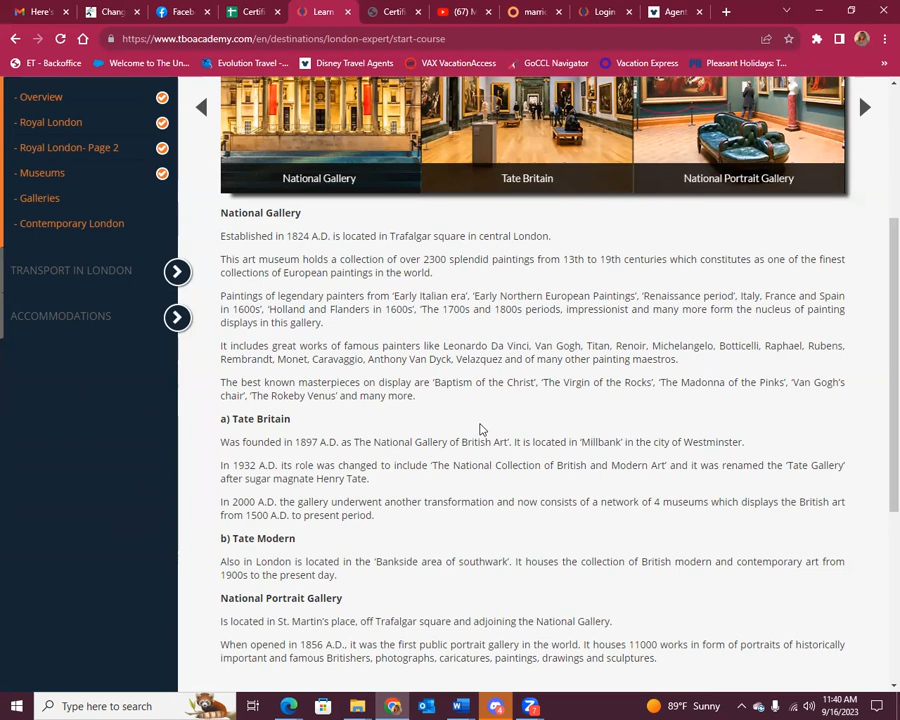 Here's
Chang
Faceb
Certifi
Learn
Certifi
(67) M
marri
Login
Agent
https://www.tboacademy.com/en/destinations/london-expert/start-course
ET - Backoffice
Welcome to The Un...
Evolution Travel -...
Disney Travel Agents
VAX VacationAccess
GoCCL Navigator
Vacation Express
Pleasant Holidays: T...
- Overview
- Royal London
- Royal London- Page 2
- Museums
- Galleries
- Contemporary London
TRANSPORT IN LONDON
ACCOMMODATIONS
National Gallery
Tate Britain
National Portrait Gallery
National Gallery
Established in 1824 A.D. is located in Trafalgar square in central London.
This art museum holds a collection of over 2300 splendid paintings from 13th to 19th centuries which constitutes as one of the finest
collections of European paintings in the world.
Paintings of legendary painters from ‘Early Italian era’, ‘Early Northern European Paintings’, ‘Renaissance period’, Italy, France and Spain
in 1600s’, ‘Holland and Flanders in 1600s’, ‘The 1700s and 1800s periods, impressionist and many more form the nucleus of painting
displays in this gallery.
It includes great works of famous painters like Leonardo Da Vinci, Van Gogh, Titan, Renoir, Michelangelo, Botticelli, Raphael, Rubens,
Rembrandt, Monet, Caravaggio, Anthony Van Dyck, Velazquez and of many other painting maestros.
The best known masterpieces on display are ‘Baptism of the Christ’, ‘The Virgin of the Rocks’, ‘The Madonna of the Pinks’, ‘Van Gogh’s
chair’, ‘The Rokeby Venus’ and many more.
a) Tate Britain
Was founded in 1897 A.D. as The National Gallery of British Art’. It is located in ‘Millbank’ in the city of Westminster.
In 1932 A.D. its role was changed to include ‘The National Collection of British and Modern Art’ and it was renamed the ‘Tate Gallery’
after sugar magnate Henry Tate.
In 2000 A.D. the gallery underwent another transformation and now consists of a network of 4 museums which displays the British art
from 1500 A.D. to present period.
b) Tate Modern
Also in London is located in the ‘Bankside area of southwark’. It houses the collection of British modern and contemporary art from
1900s to the present day.
National Portrait Gallery
Is located in St. Martin’s place, off Trafalgar square and adjoining the National Gallery.
When opened in 1856 A.D., it was the first public portrait gallery in the world. It houses 11000 works in form of portraits of historically
important and famous Britishers, photographs, caricatures, paintings, drawings and sculptures.
Type here to search
89°F Sunny
11:40 AM
9/16/2023